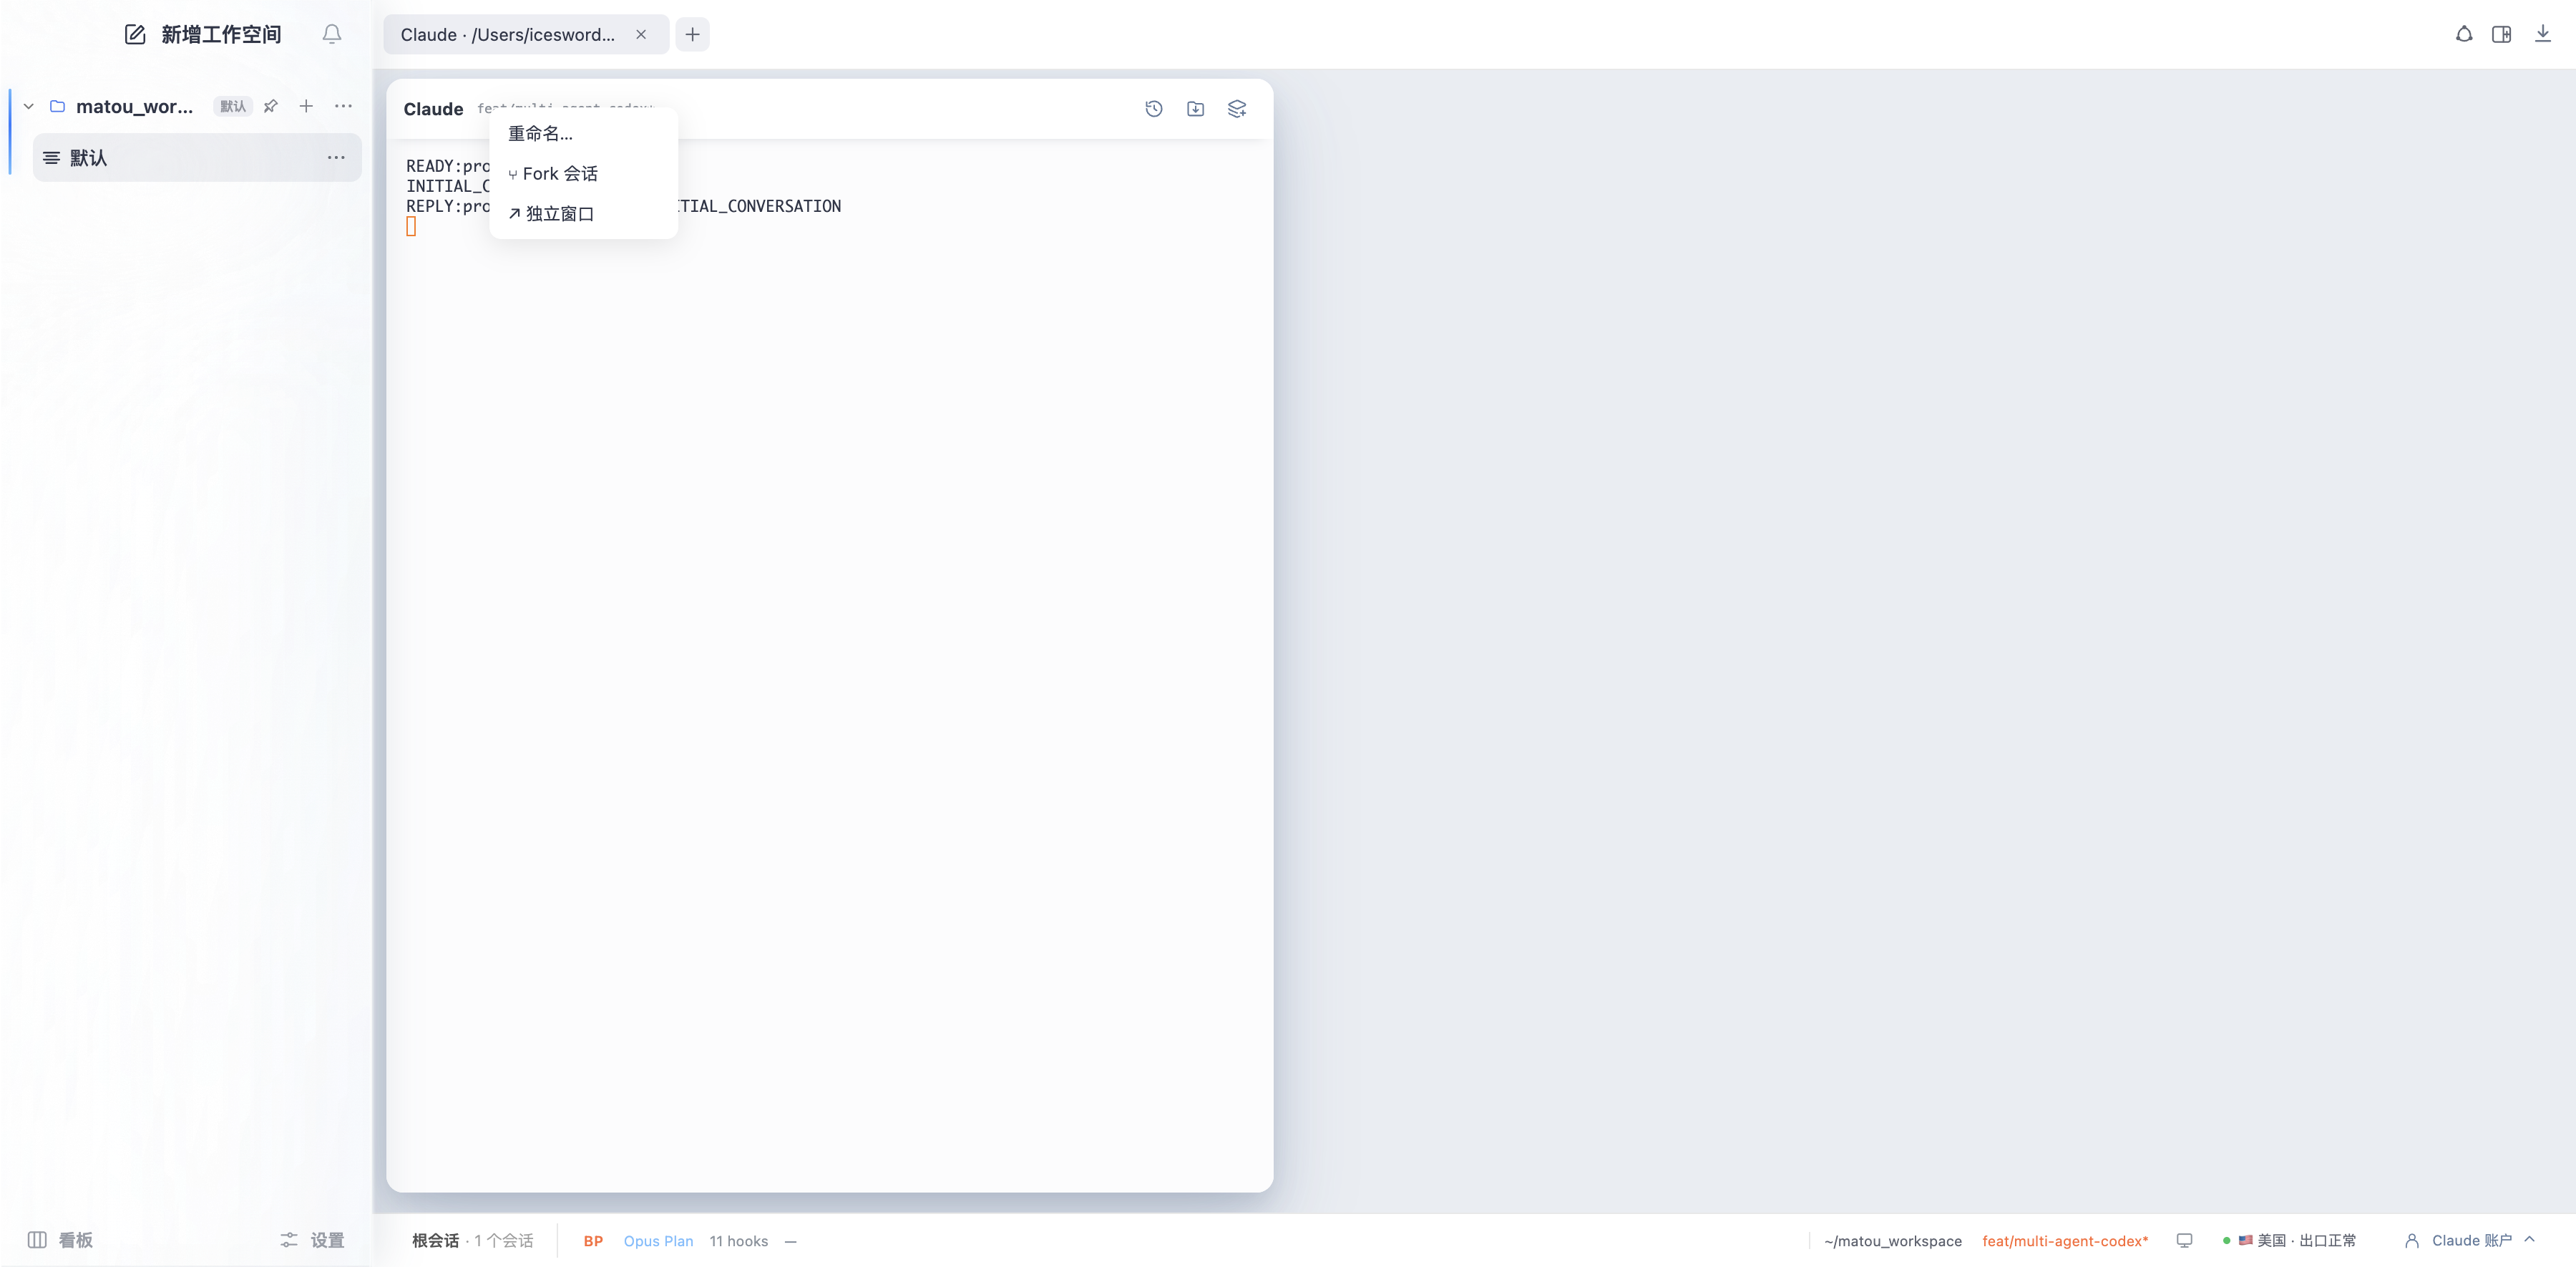 新增工作空间
matou_wor... 默认
默认
看板
设置
Claude · /Users/icesword...
Claude
重命名...
Fork 会话
独立窗口
READY:pro
INITIAL_C
REPLY:pro TIAL_CONVERSATION
根会话 · 1 个会话 BP Opus Plan 11 hooks —
~/matou_workspace feat/multi-agent-codex* 美国 · 出口正常 Claude 账户